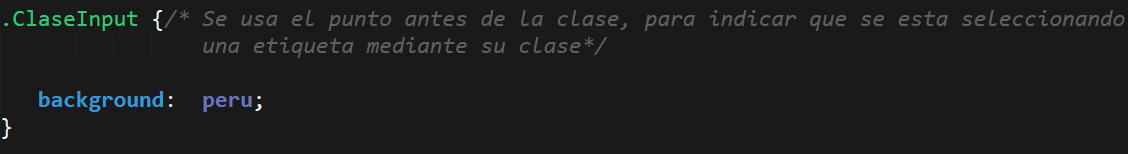 .ClaseInput {/* Se usa el punto antes de la clase, para indicar que se esta seleccionando
una etiqueta mediante su clase*/
background: peru;
}